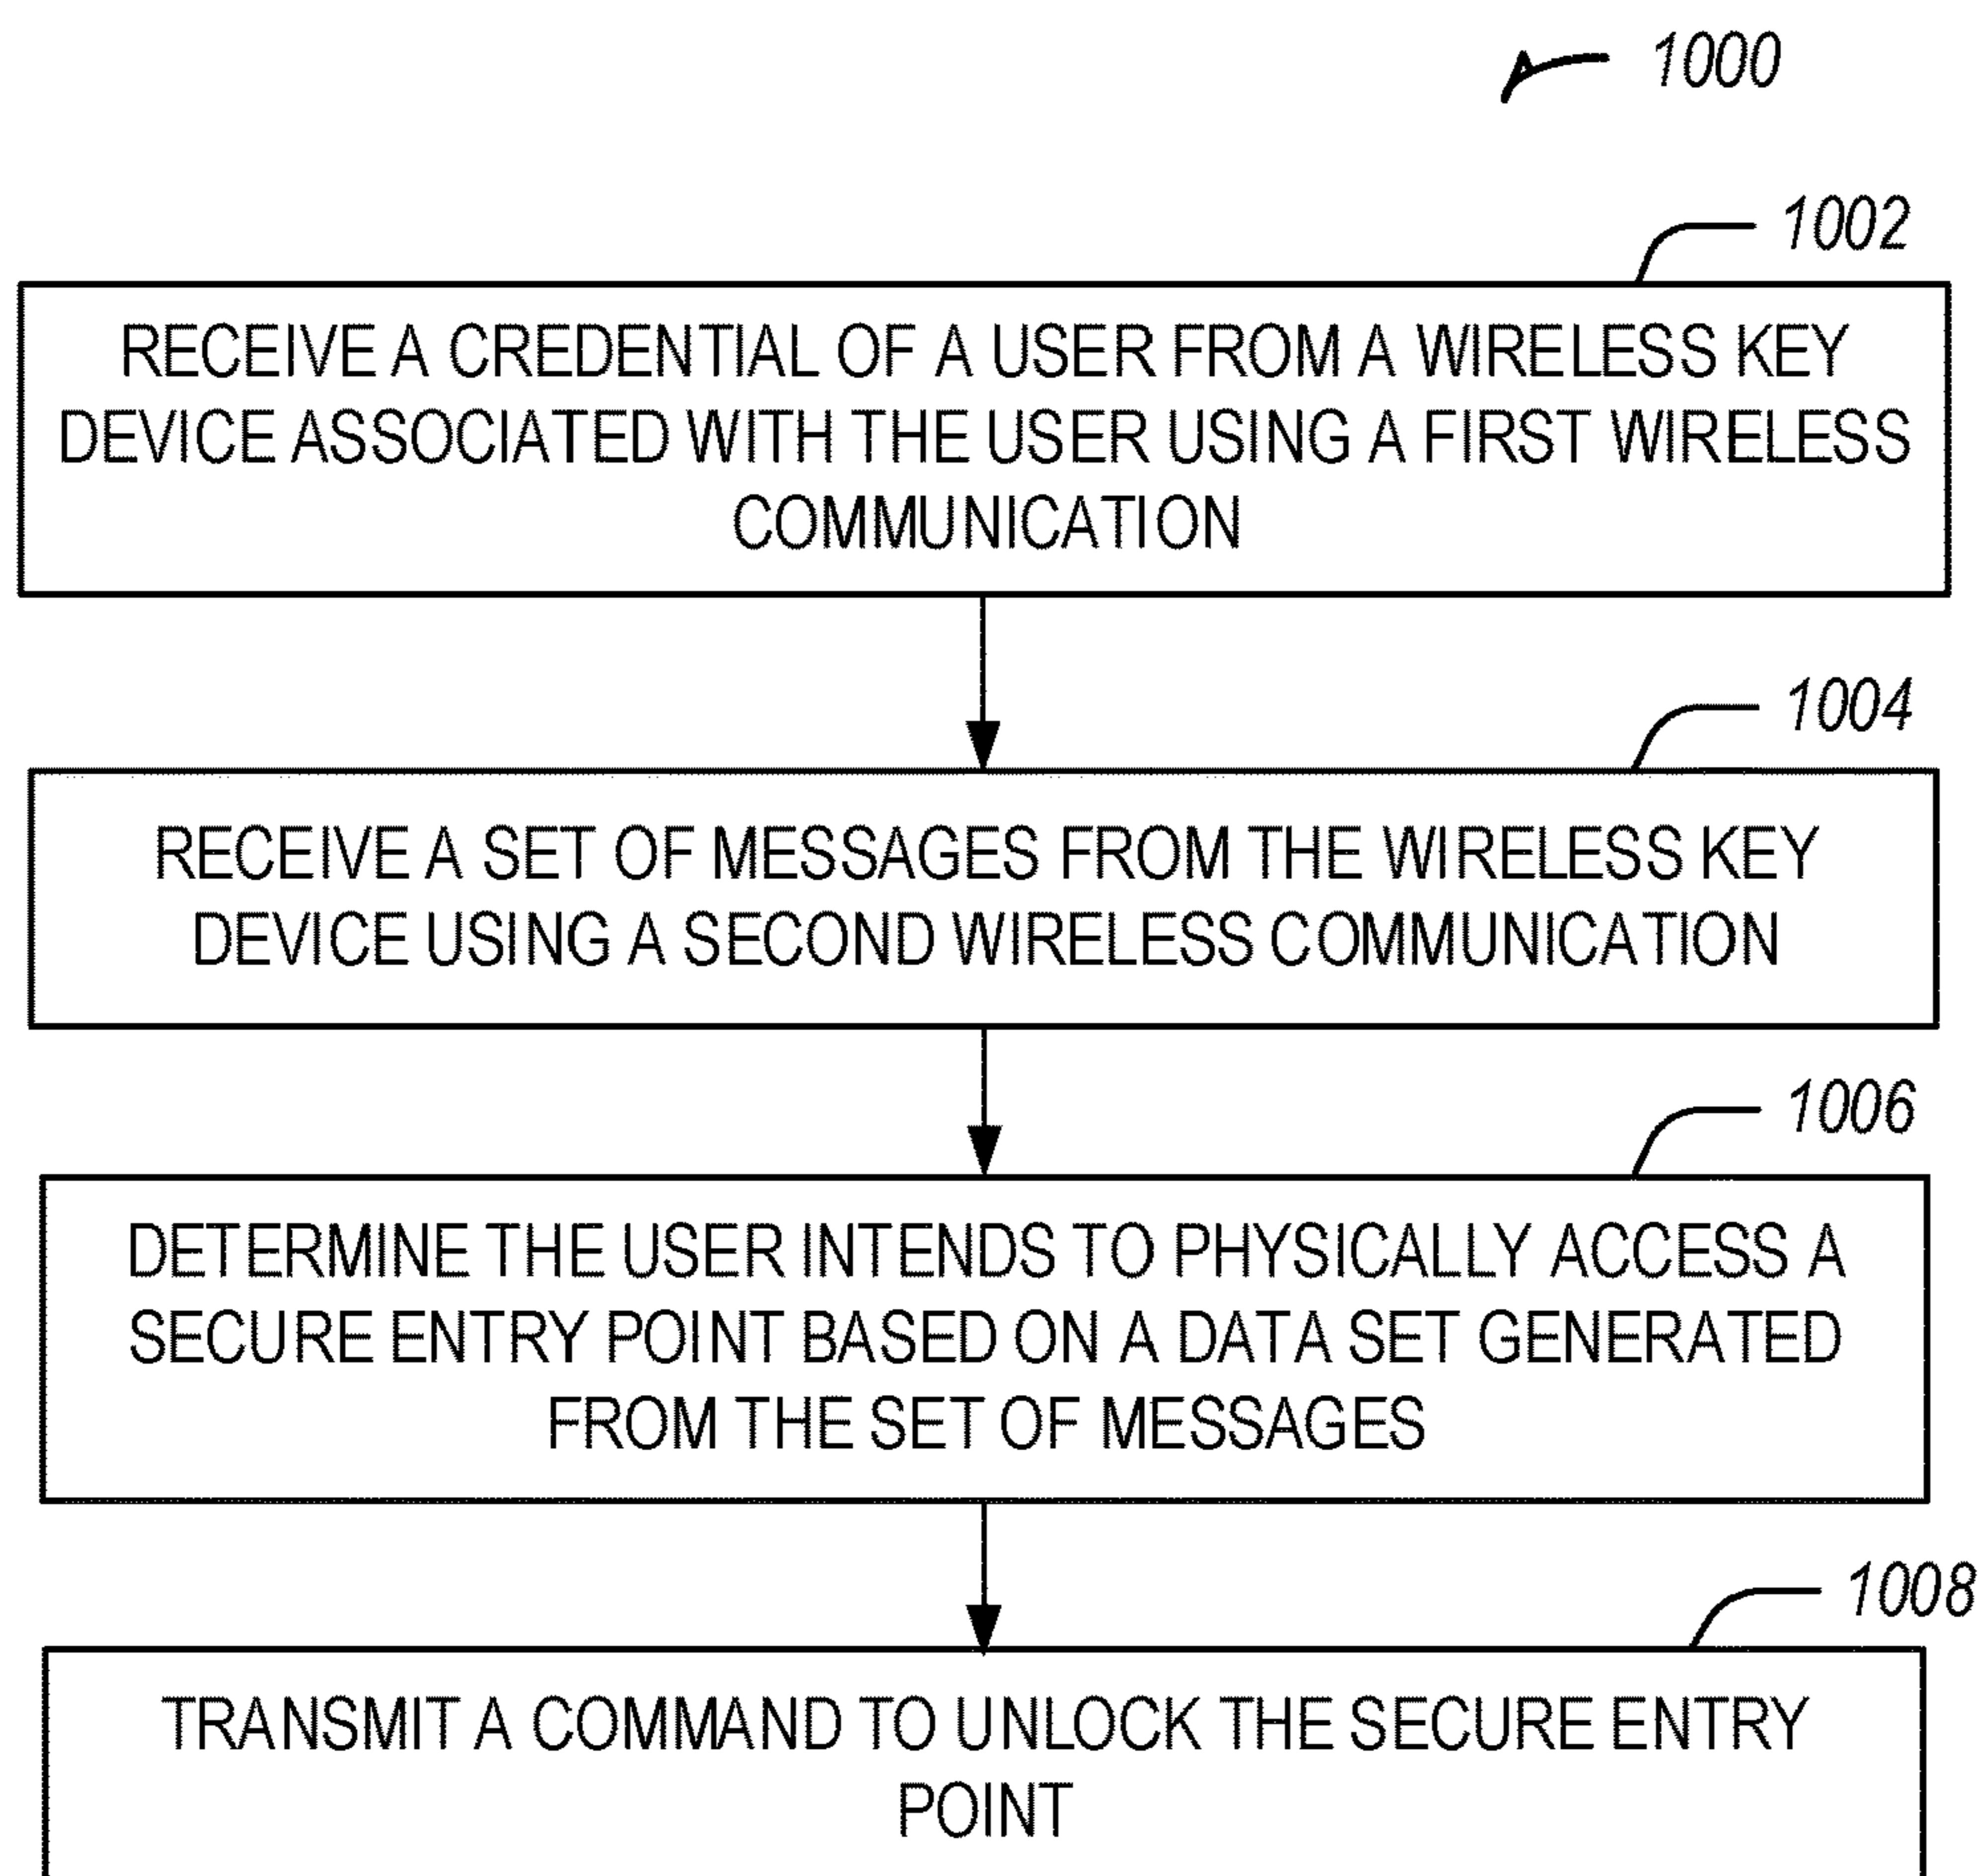 1000
1002
RECEIVE A CREDENTIAL OF A USER FROM A WIRELESS KEY
DEVICE ASSOCIATED WITH THE USER USING A FIRST WIRELESS
COMMUNICATION
1004
RECEIVE A SET OF MESSAGES FROM THE WIRELESS KEY
DEVICE USING A SECOND WIRELESS COMMUNICATION
1006
DETERMINE THE USER INTENDS TO PHYSICALLY ACCESS A
SECURE ENTRY POINT BASED ON A DATA SET GENERATED
FROM THE SET OF MESSAGES
1008
TRANSMIT A COMMAND TO UNLOCK THE SECURE ENTRY
POINT